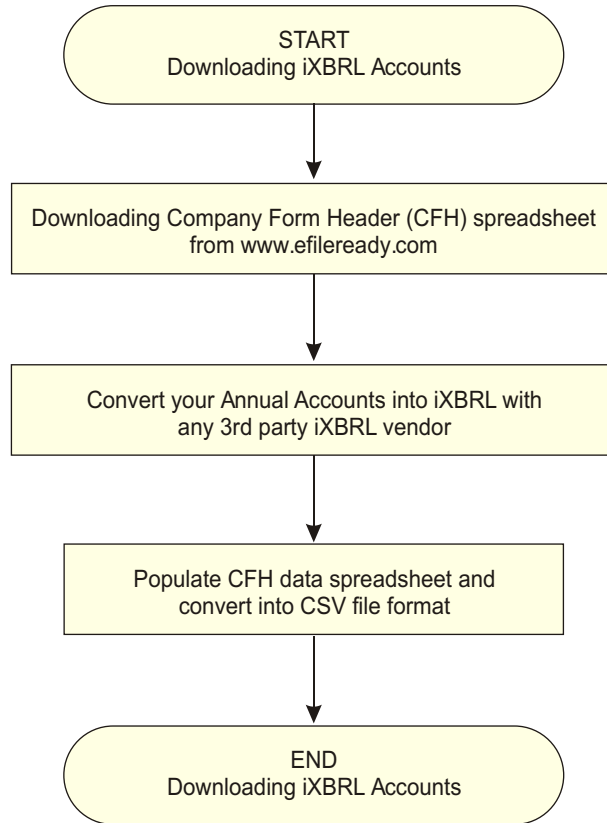 START
Downloading iXBRL Accounts
Downloading Company Form Header (CFH) spreadsheet
from www.efileready.com
Convert your Annual Accounts into iXBRL with
any 3rd party iXBRL vendor
Populate CFH data spreadsheet and
convert into CSV file format
END
Downloading iXBRL Accounts